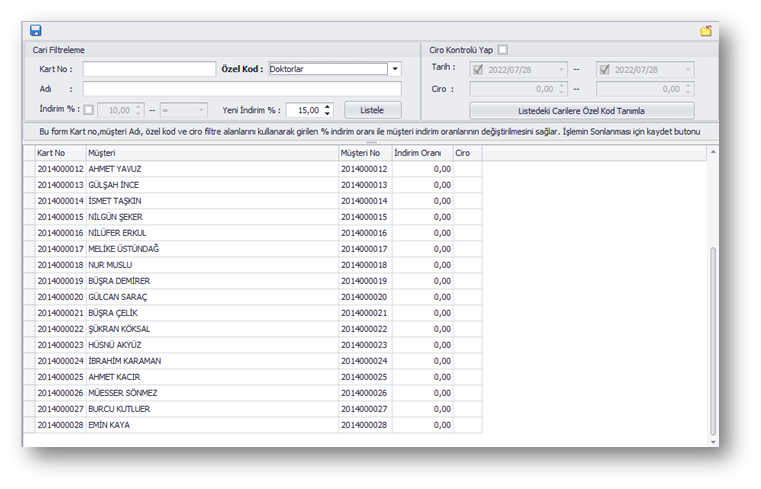 Cari Filtreleme
Kart No :
Özel Kod : Doktorlar
Adı :
İndirim % : 10,00 -- = Yeni İndirim % : 15,00 Listele
Ciro Kontrolü Yap
Tarih : 2022/07/28 -- 2022/07/28
Ciro : 0,00 -- 0,00
Listedeki Carilere Özel Kod Tanımla
Bu form Kart no,müşteri Adı, özel kod ve ciro filtre alanlarını kullanarak girilen % indirim oranı ile müşteri indirim oranlarının değiştirilmesini sağlar. İşlemin Sonlanması için kaydet butonu
Kart No Müşteri Müşteri No İndirim Oranı Ciro
2014000012 AHMET YAVUZ 2014000012 0,00
2014000013 GÜLŞAH İNCE 2014000013 0,00
2014000014 İSMET TAŞKIN 2014000014 0,00
2014000015 NİLGÜN ŞEKER 2014000015 0,00
2014000016 NİLÜFER ERKUL 2014000016 0,00
2014000017 MELİKE ÜSTÜNDAĞ 2014000017 0,00
2014000018 NUR MUSLU 2014000018 0,00
2014000019 BÜŞRA DEMİRER 2014000019 0,00
2014000020 GÜLCAN SARAÇ 2014000020 0,00
2014000021 BÜŞRA ÇELİK 2014000021 0,00
2014000022 ŞÜKRAN KÖKSAL 2014000022 0,00
2014000023 HÜSNÜ AKYÜZ 2014000023 0,00
2014000024 İBRAHİM KARAMAN 2014000024 0,00
2014000025 AHMET KACIR 2014000025 0,00
2014000026 MÜESSER SÖNMEZ 2014000026 0,00
2014000027 BURCU KUTLUER 2014000027 0,00
2014000028 EMİN KAYA 2014000028 0,00